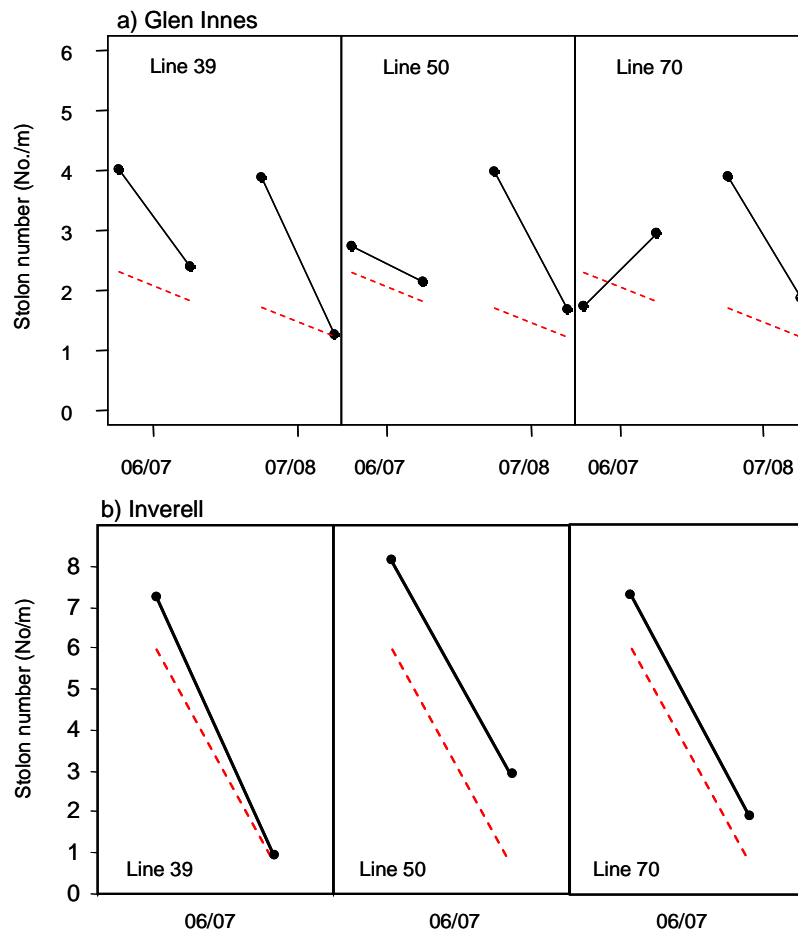 a) Glen Innes
Stolon number (No./m)
6
5
4
3
2
1
0
Line 39
Line 50
Line 70
06/07
07/08
06/07
07/08
06/07
07/08
b) Inverell
Stolon number (No/m)
8
7
6
5
4
3
2
1
0
Line 39
Line 50
Line 70
06/07
06/07
06/07